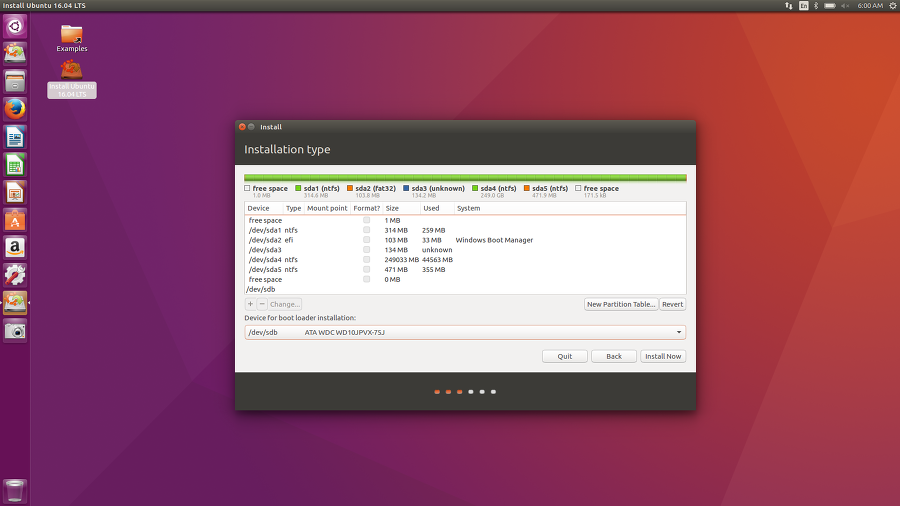 Install Ubuntu 16.04 LTS
En
6:00 AM
Examples
Install Ubuntu
16.04 LTS
Install
Installation type
free space sda1 (ntfs) sda2 (fat32) sda3 (unknown) sda4 (ntfs) sda5 (ntfs) free space
1.0 MB 314.6 MB 103.8 MB 134.2 MB 249.0 GB 471.9 MB 171.5 kB
Device Type Mount point Format? Size Used System
free space 1 MB
/dev/sda1 ntfs 314 MB 259 MB
/dev/sda2 efi 103 MB 33 MB Windows Boot Manager
/dev/sda3 134 MB unknown
/dev/sda4 ntfs 249033 MB 44563 MB
/dev/sda5 ntfs 471 MB 355 MB
free space 0 MB
/dev/sdb
+ − Change... New Partition Table... Revert
Device for boot loader installation:
/dev/sdb ATA WDC WD10JPVX-75J
Quit Back Install Now